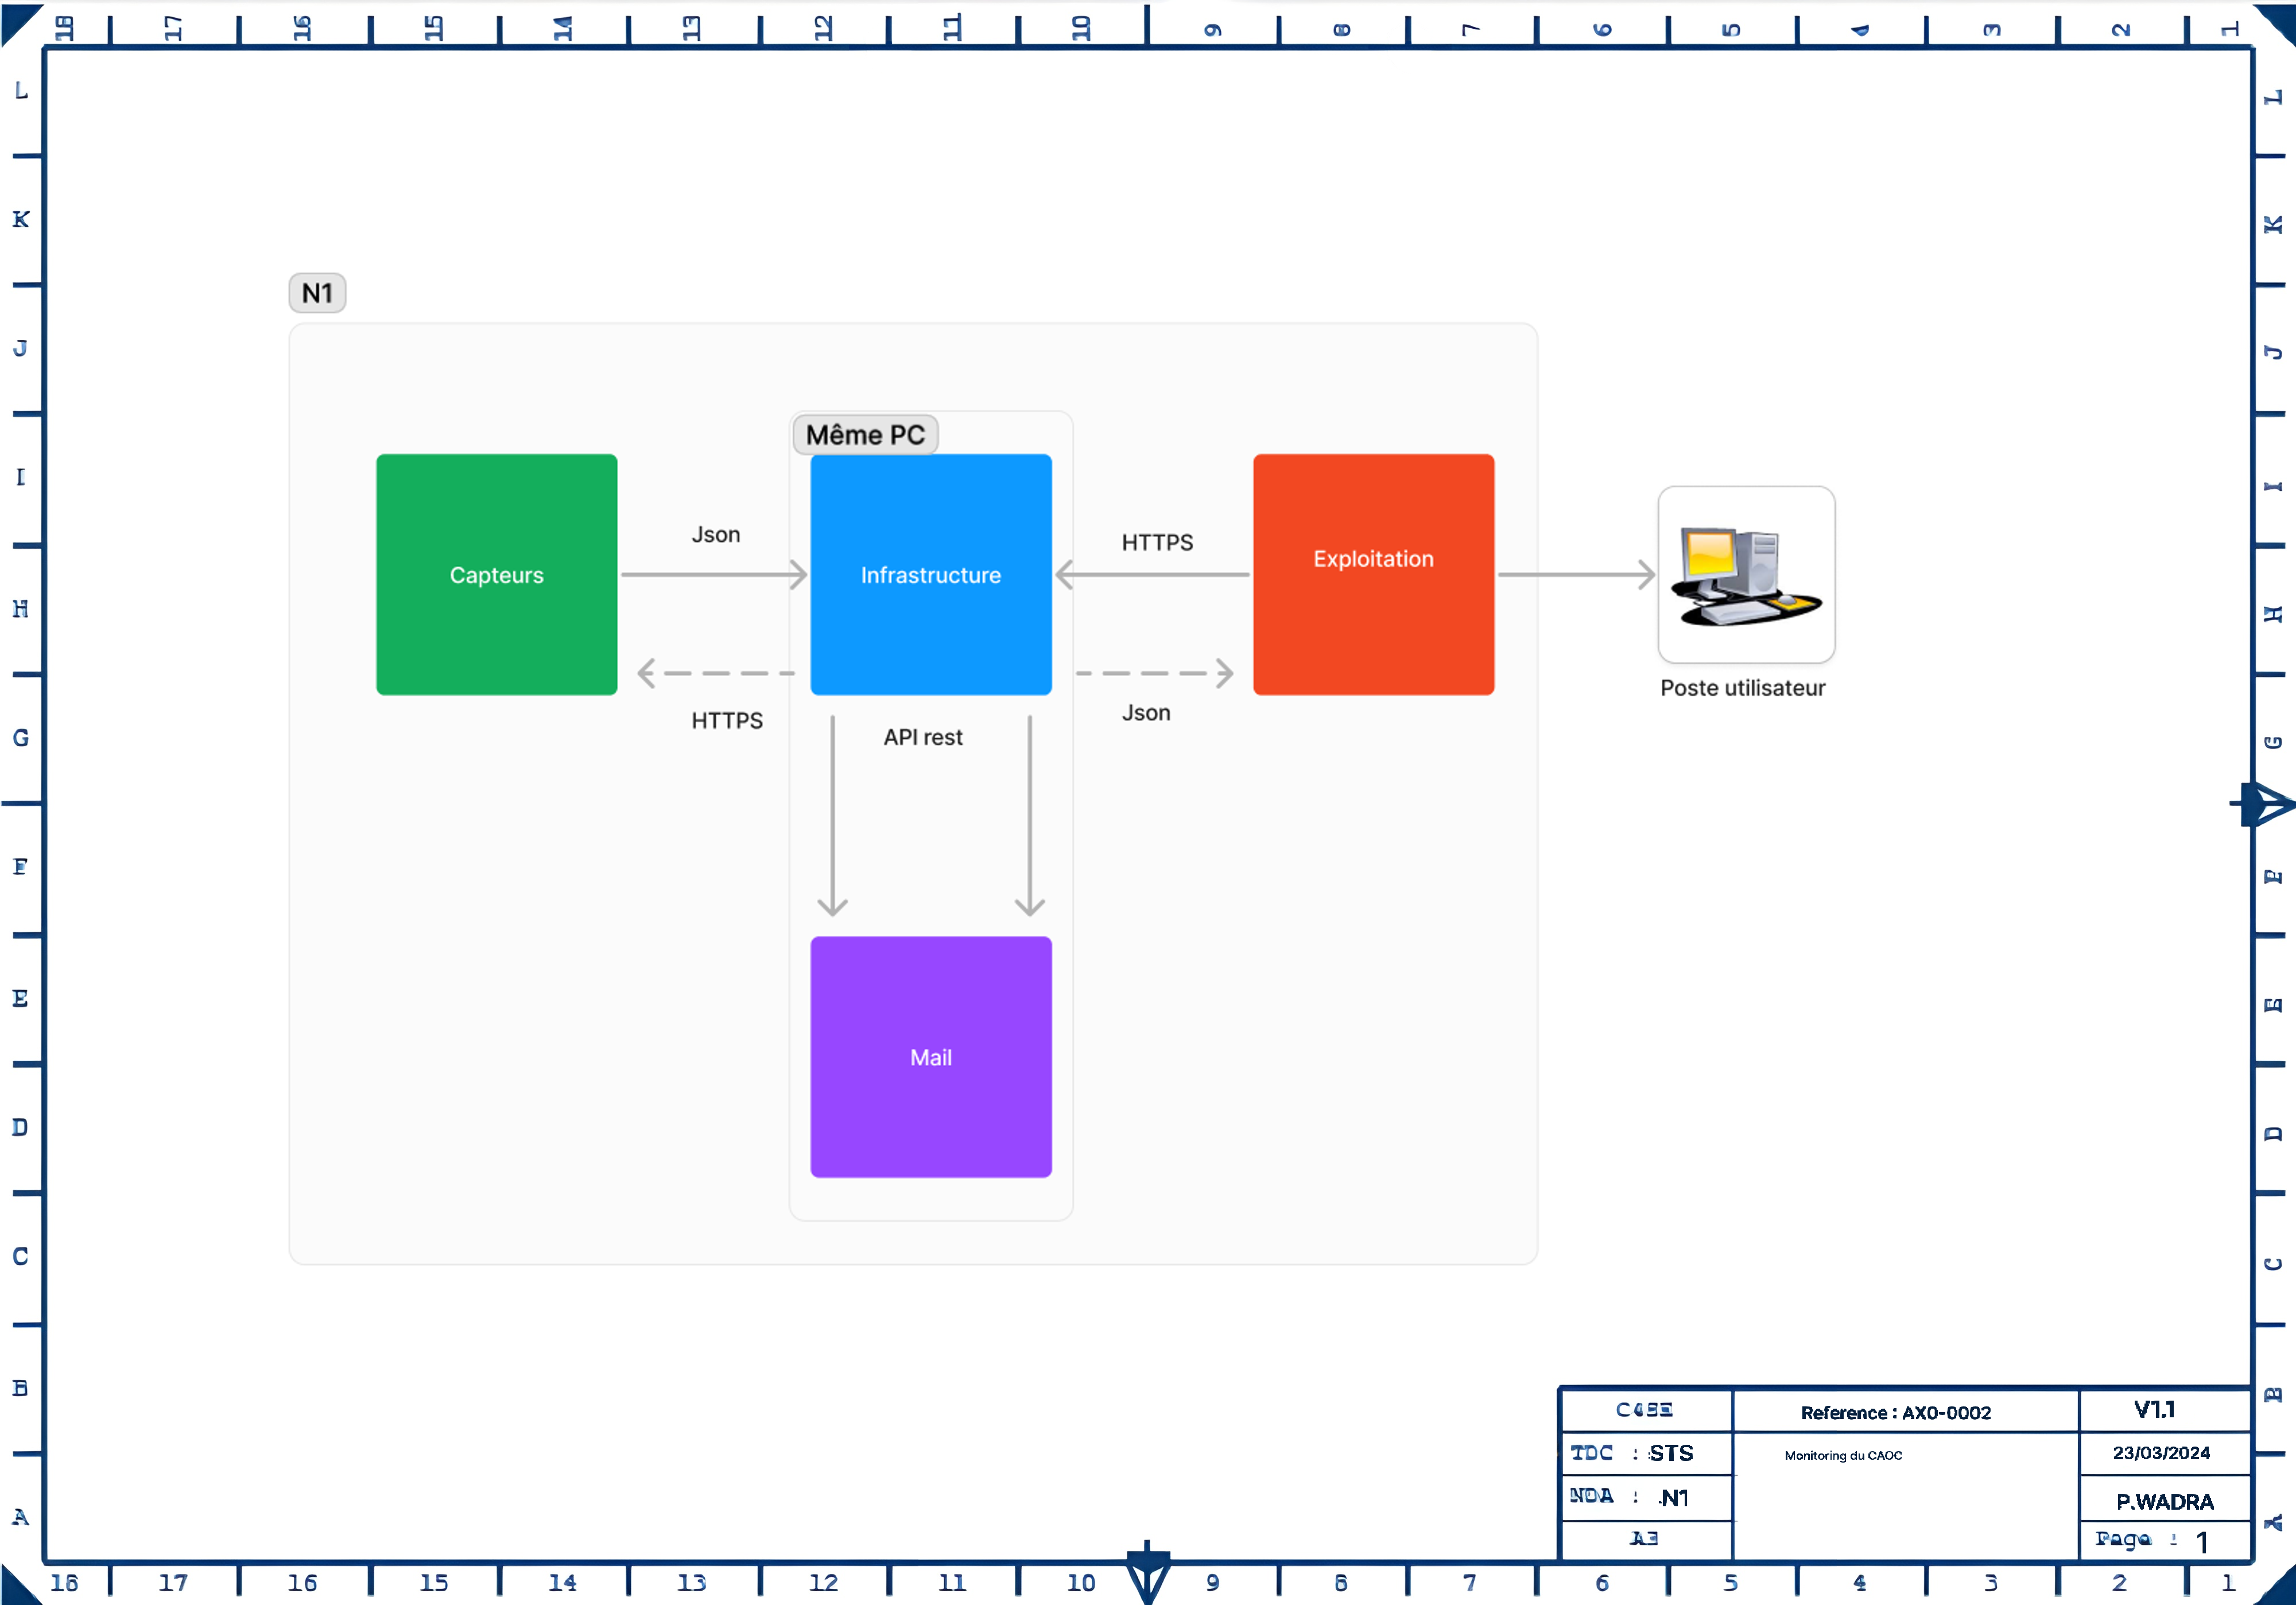 18 17 16 15 14 13 12 11 10 9 8 7 6 5 4 3 2 1
L L
K K
N1
J J
Même PC
I I
Json
HTTPS
Capteurs
Infrastructure
Exploitation
H H
Poste utilisateur
HTTPS
API rest
Json
G G
F F
E E
Mail
D D
C C
B B
Reference : AX0-0002
V1.1
TDC : STS
Monitoring du CAOC
23/03/2024
NDA : N1
P.WADRA
A A
A3
Page : 1
18 17 16 15 14 13 12 11 10 9 8 7 6 5 4 3 2 1